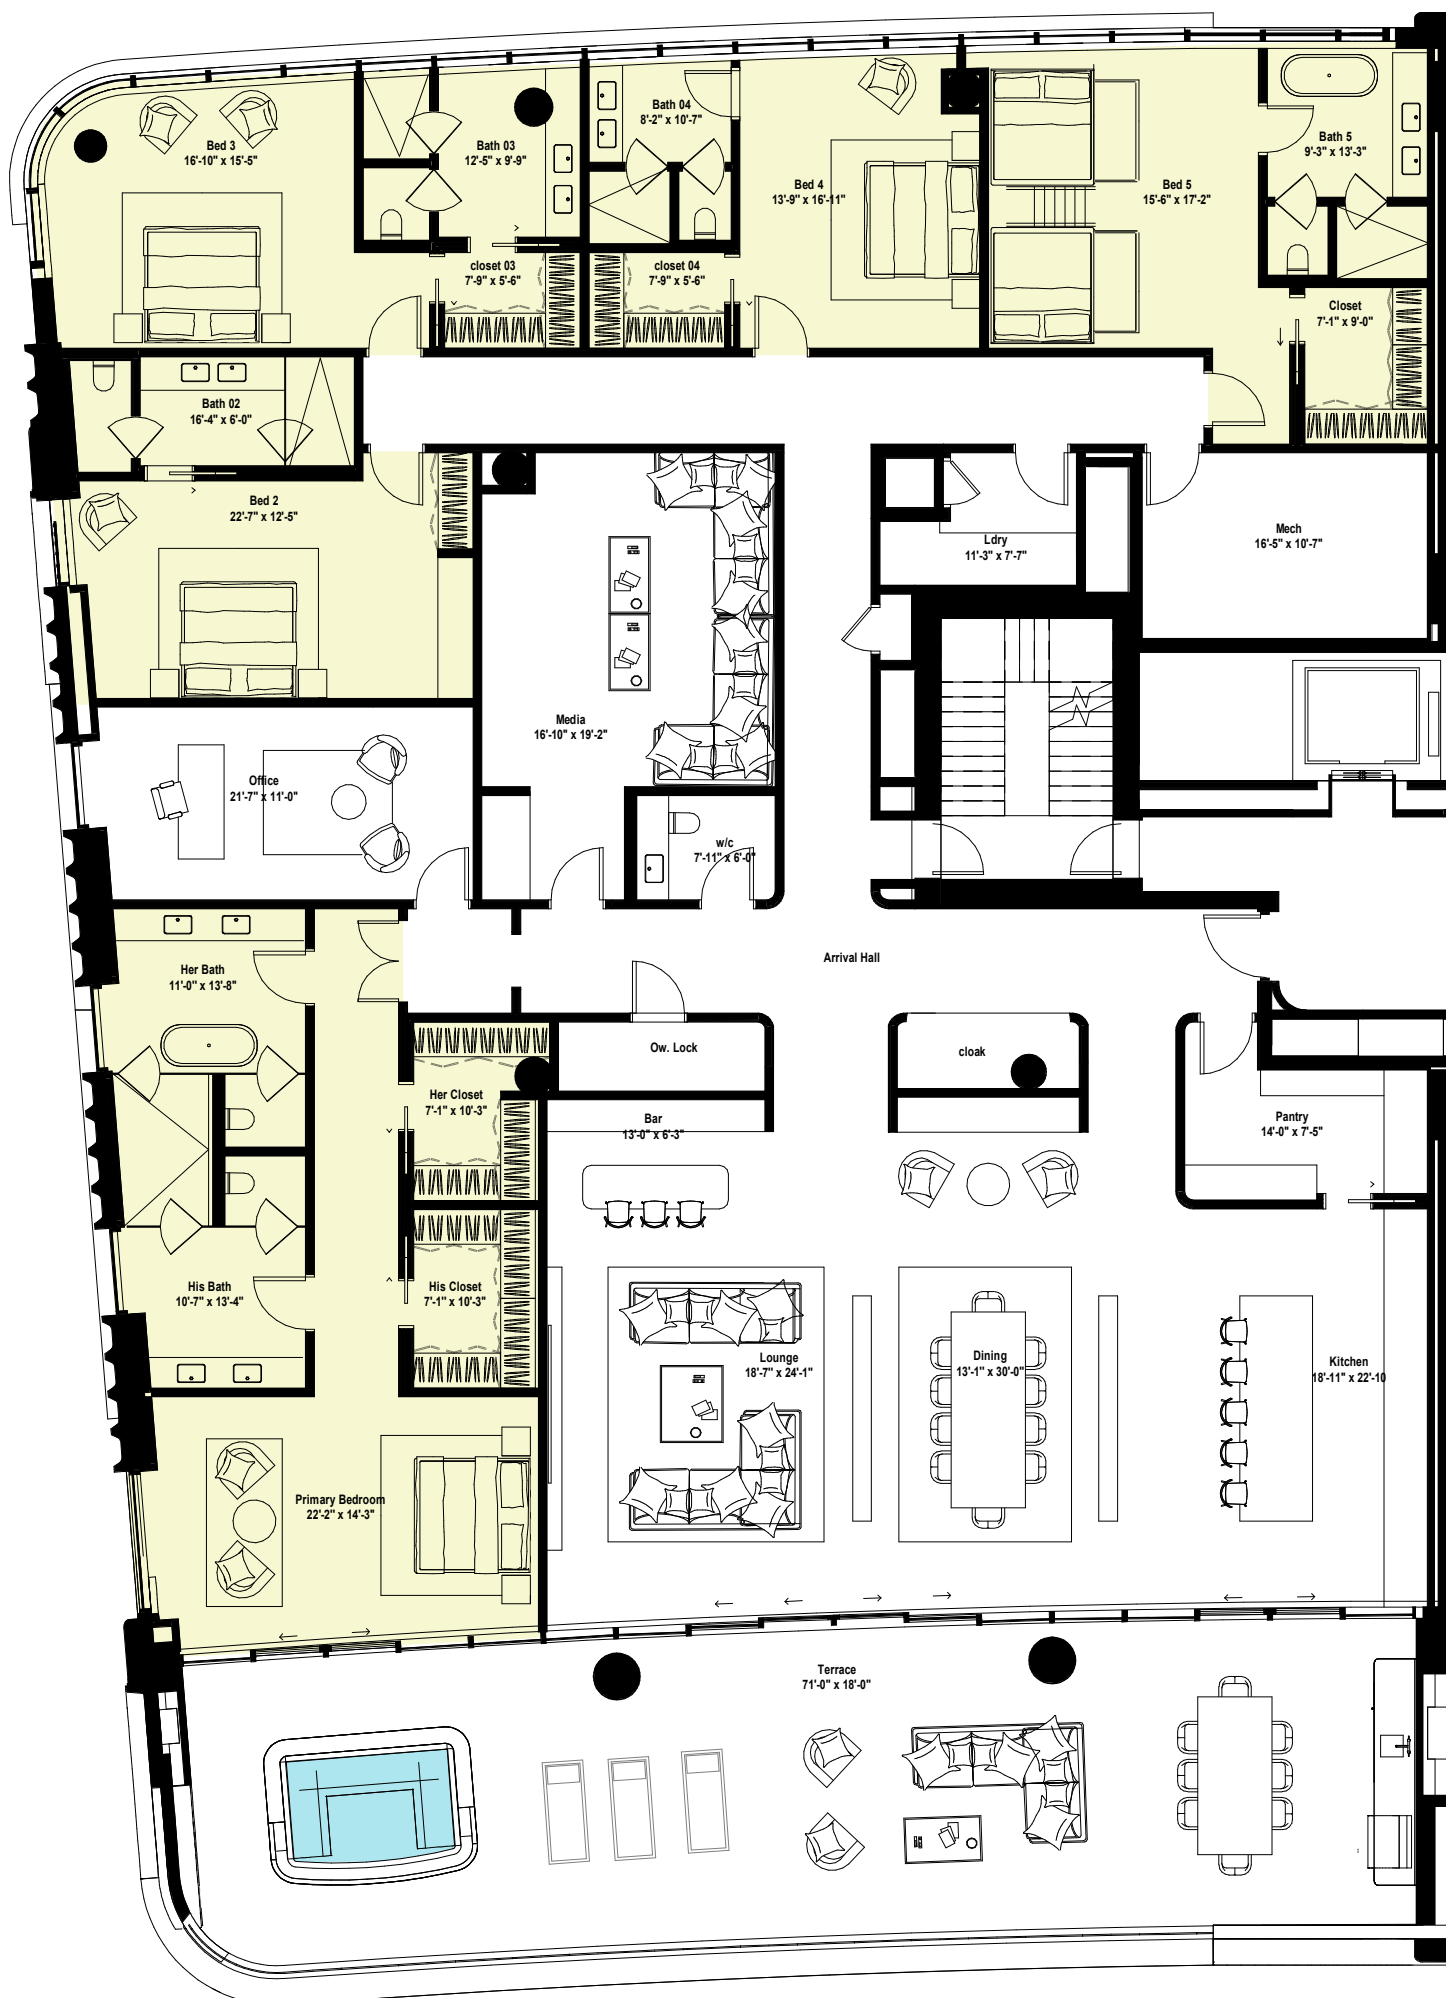 Bed 3
16'-10" x 15'-5"
Bath 03
12'-5" x 9'-9"
Bath 04
8'-2" x 10'-7"
Bed 4
13'-9" x 16'-11"
Bed 5
15'-6" x 17'-2"
Bath 5
9'-3" x 13'-3"
closet 03
7'-9" x 5'-6"
closet 04
7'-9" x 5'-6"
Closet
7'-1" x 9'-0"
Bath 02
16'-4" x 6'-0"
Bed 2
22'-7" x 12'-5"
Ldry
11'-3" x 7'-7"
Mech
16'-5" x 10'-7"
Media
16'-10" x 19'-2"
Office
21'-7" x 11'-0"
w/c
7'-11" x 6'-0"
Her Bath
11'-0" x 13'-8"
Arrival Hall
Ow. Lock
cloak
Her Closet
7'-1" x 10'-3"
Bar
13'-0" x 6'-3"
Pantry
14'-0" x 7'-5"
His Bath
10'-7" x 13'-4"
His Closet
7'-1" x 10'-3"
Lounge
18'-7" x 24'-1"
Dining
13'-1" x 30'-0"
Kitchen
18'-11" x 22'-10
Primary Bedroom
22'-2" x 14'-3"
Terrace
71'-0" x 18'-0"